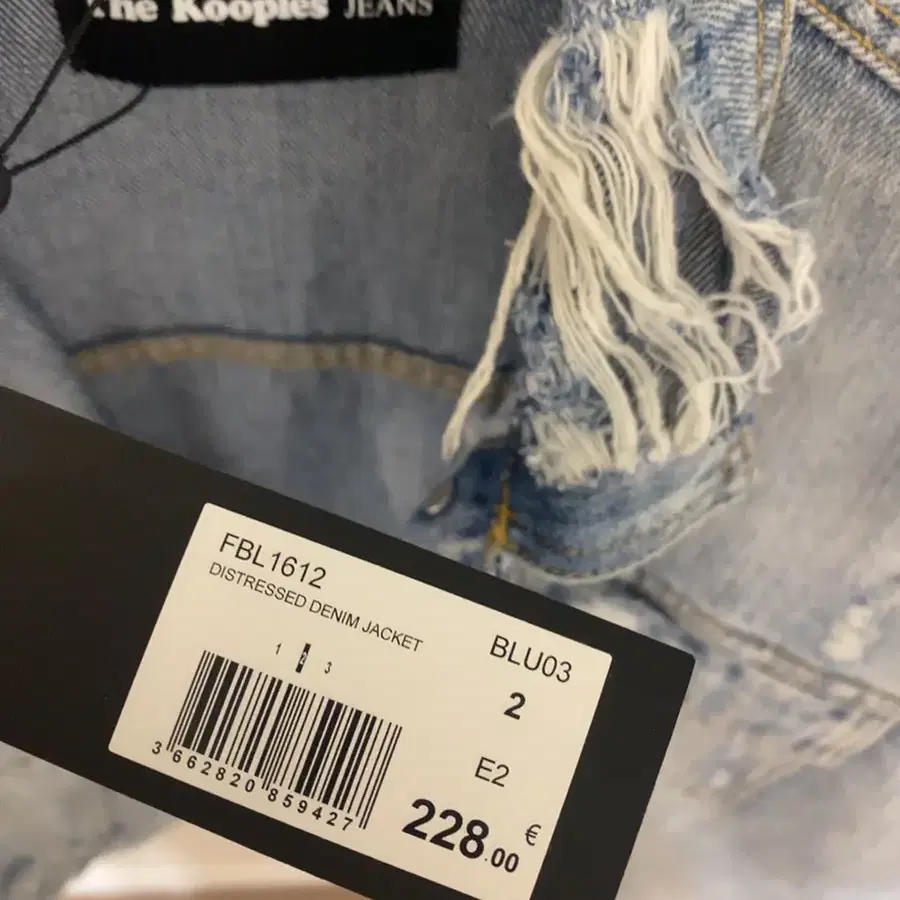 The Kooples JEANS
FBL1612
DISTRESSED DENIM JACKET
BLU03
1 2 3
2
E2
3 662820 859427
228.00 €